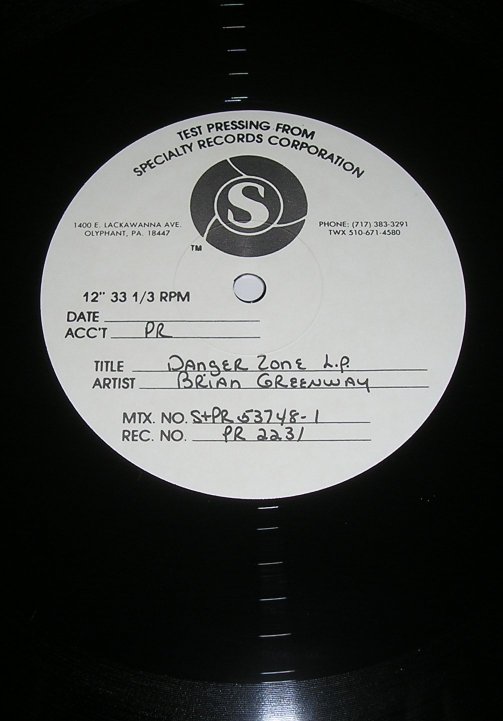 TEST PRESSING FROM
SPECIALTY RECORDS CORPORATION
S
TM
1400 E. LACKAWANNA AVE.
OLYPHANT, PA. 18447
PHONE: (717) 383-3291
TWX 510-671-4580
12" 33 1/3 RPM
DATE
ACC'T PR
TITLE DANGER ZONE L.P.
ARTIST BRIAN GREENWAY
MTX. NO. S+PR 53748-1
REC. NO. PR 2231